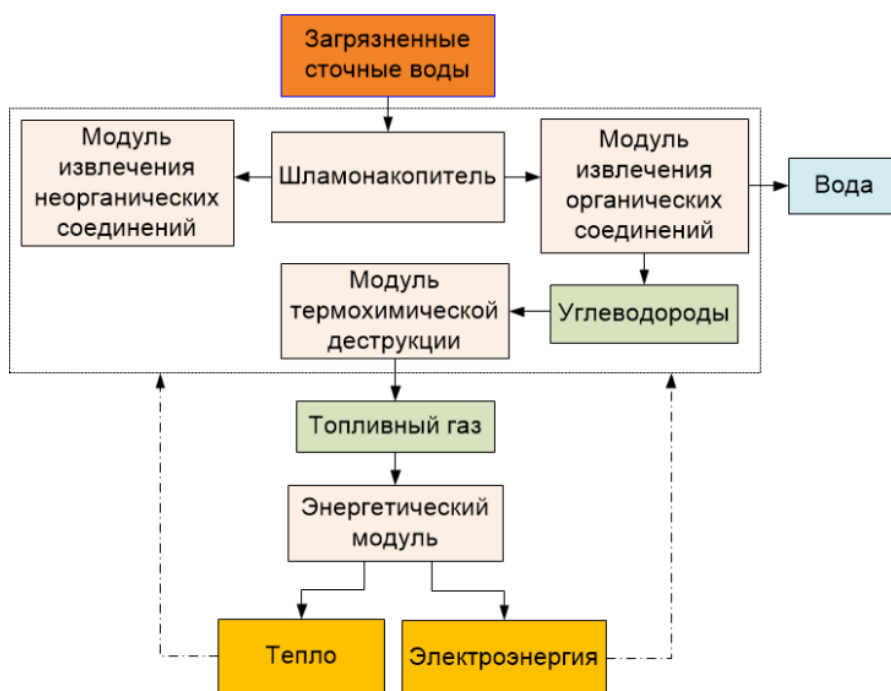 Загрязненные
сточные воды
Модуль
извлечения
неорганических
соединений
Шламонакопитель
Модуль
извлечения
органических
соединений
Вода
Модуль
термохимической
деструкции
Углеводороды
Топливный газ
Энергетический
модуль
Тепло
Электроэнергия